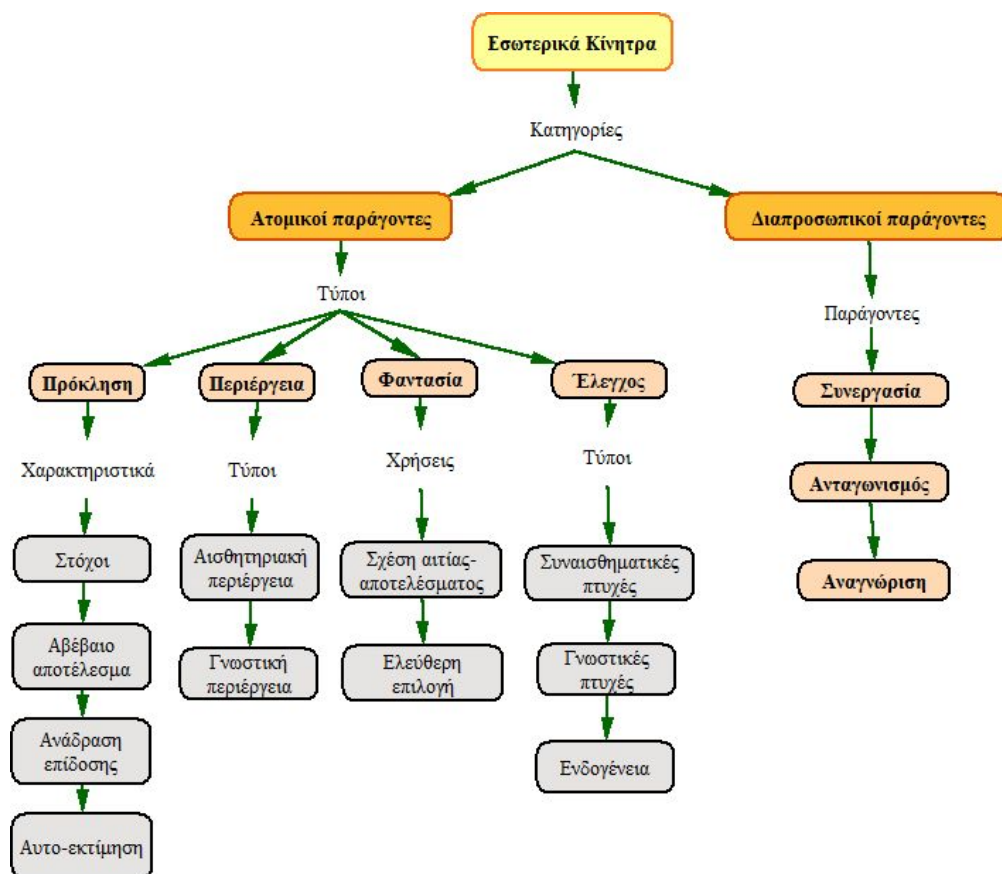 Εσωτερικά Κίνητρα
Κατηγορίες
Ατομικοί παράγοντες
Διαπροσωπικοί παράγοντες
Τύποι
Παράγοντες
Πρόκληση
Περιέργεια
Φαντασία
Έλεγχος
Συνεργασία
Χαρακτηριστικά
Τύποι
Χρήσεις
Τύποι
Ανταγωνισμός
Στόχοι
Αισθητηριακή
περιέργεια
Σχέση αιτίας-
αποτελέσματος
Συναισθηματικές
πτυχές
Αναγνώριση
Αβέβαιο
αποτέλεσμα
Γνωστική
περιέργεια
Ελεύθερη
επιλογή
Γνωστικές
πτυχές
Ανάδραση
επίδοσης
Ενδογένεια
Αυτο-εκτίμηση